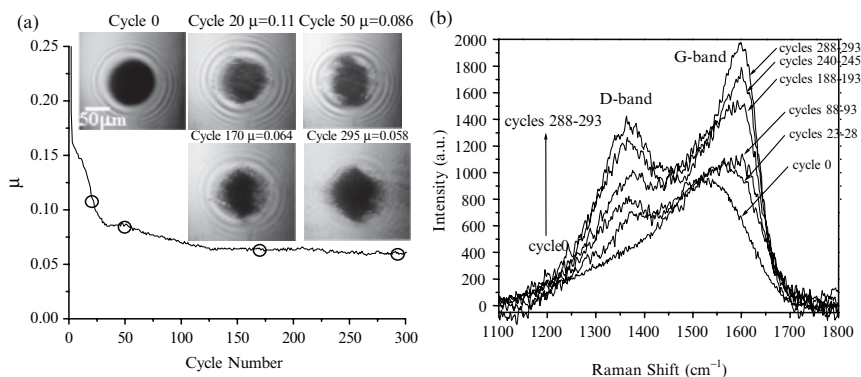 (a)
Cycle 0
Cycle 20 μ=0.11
Cycle 50 μ=0.086
50μm
Cycle 170 μ=0.064
Cycle 295 μ=0.058
0.25
0.20
0.15
0.10
0.05
0.00
μ
0 50 100 150 200 250 300
Cycle Number
(b)
2000
1800
1600
1400
1200
1000
800
600
400
200
0
Intensity (a.u.)
G-band
D-band
cycles 288-293
cycles 240-245
cycles 188-193
cycles 88-93
cycles 23-28
cycle 0
cycles 288-293
cycle0
1100 1200 1300 1400 1500 1600 1700 1800
Raman Shift (cm⁻¹)